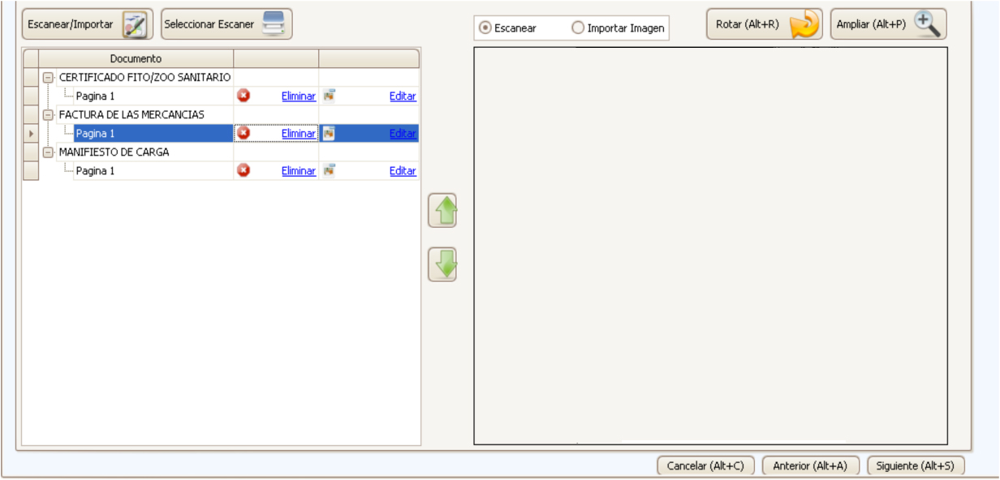 Escanear/Importar
Seleccionar Escaner
Escanear
Importar Imagen
Rotar (Alt+R)
Ampliar (Alt+P)
Documento
CERTIFICADO FITO/ZOO SANITARIO
Pagina 1 Eliminar Editar
FACTURA DE LAS MERCANCIAS
Pagina 1 Eliminar Editar
MANIFIESTO DE CARGA
Pagina 1 Eliminar Editar
Cancelar (Alt+C)
Anterior (Alt+A)
Siguiente (Alt+S)